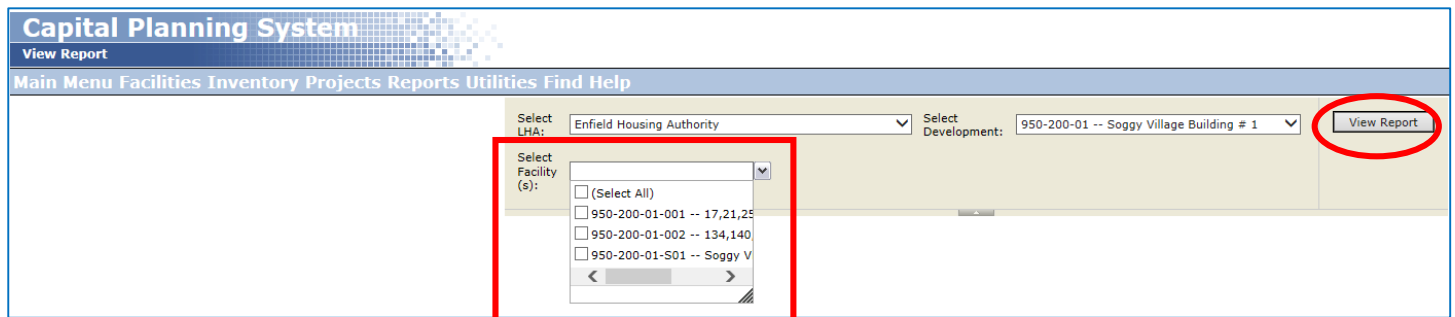 Capital Planning System
View Report
Main Menu Facilities Inventory Projects Reports Utilities Find Help
Select LHA: Enfield Housing Authority Select Development: 950-200-01 -- Soggy Village Building # 1 View Report
Select Facility (s):
(Select All)
950-200-01-001 -- 17,21,25
950-200-01-002 -- 134,140,
950-200-01-S01 -- Soggy V